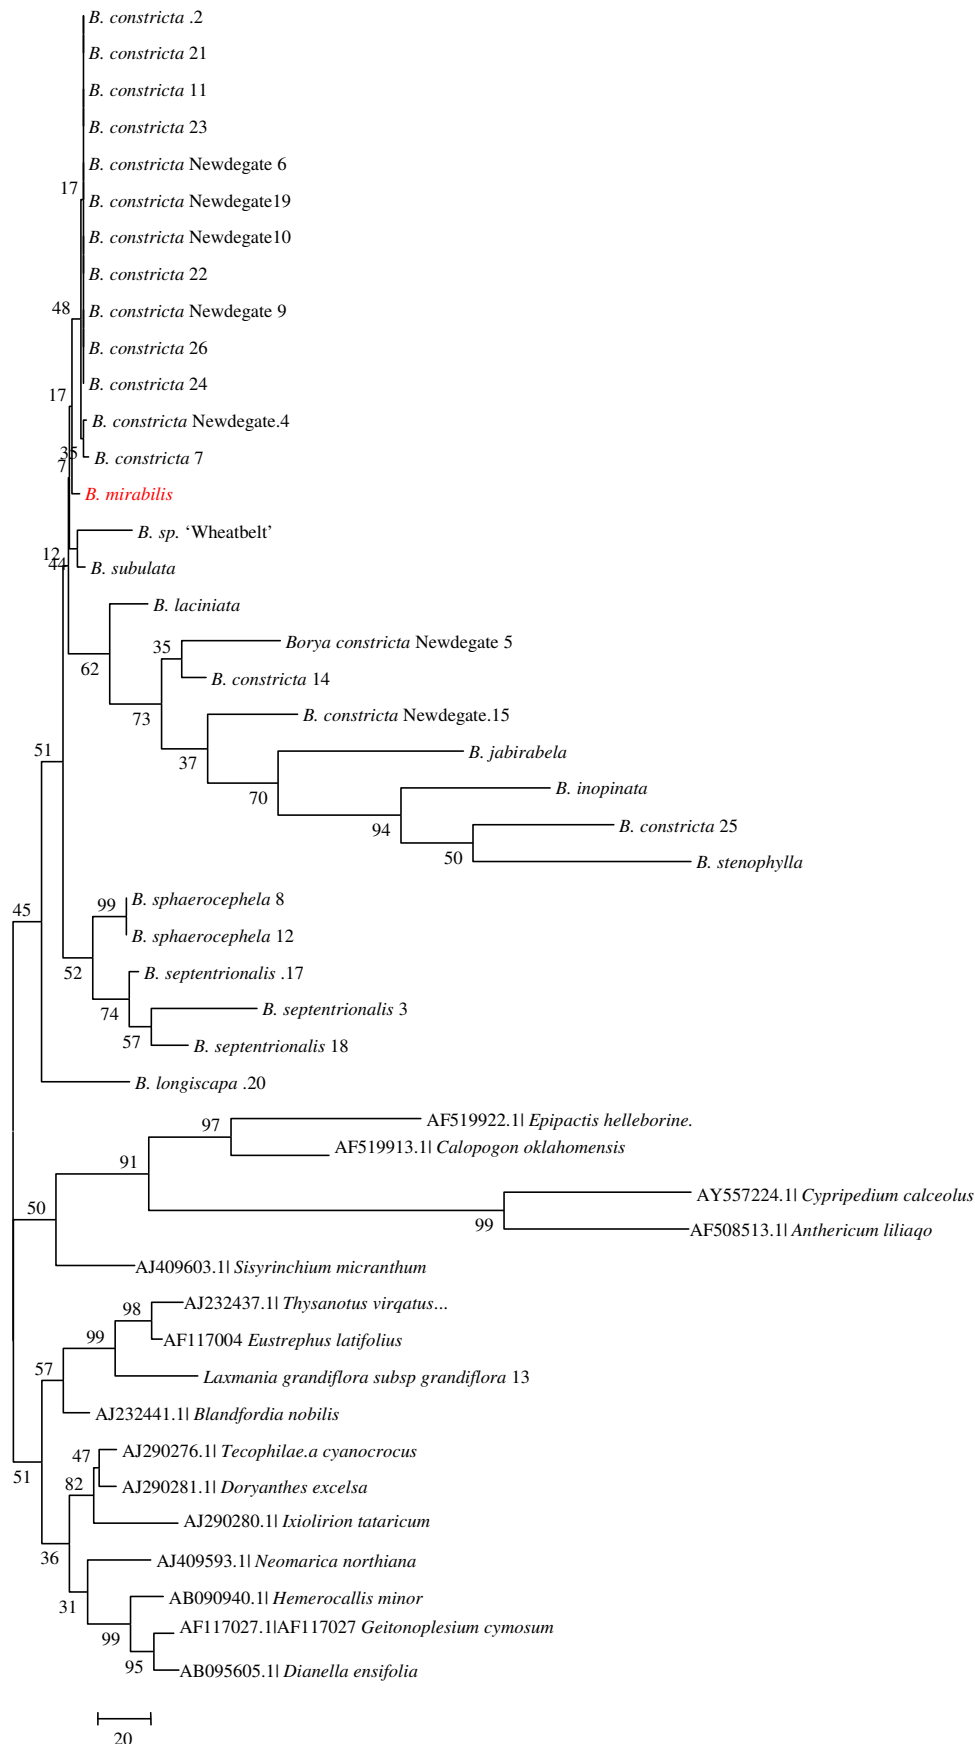 B. constricta .2
B. constricta 21
B. constricta 11
B. constricta 23
B. constricta Newdegate 6
17
B. constricta Newdegate19
B. constricta Newdegate10
B. constricta 22
48
B. constricta Newdegate 9
B. constricta 26
B. constricta 24
17
B. constricta Newdegate.4
35
B. constricta 7
7
B. mirabilis
B. sp. ‘Wheatbelt’
12
44
B. subulata
B. laciniata
35
Borya constricta Newdegate 5
62
B. constricta 14
73
B. constricta Newdegate.15
51
37
B. jabirabela
70
B. inopinata
94
B. constricta 25
50
B. stenophylla
99
B. sphaerocephela 8
45
B. sphaerocephela 12
52
B. septentrionalis .17
74
B. septentrionalis 3
57
B. septentrionalis 18
B. longiscapa .20
97
AF519922.1| Epipactis helleborine.
AF519913.1| Calopogon oklahomensis
91
AY557224.1| Cypripedium calceolus
50
99
AF508513.1| Anthericum liliaqo
AJ409603.1| Sisyrinchium micranthum
98
AJ232437.1| Thysanotus virqatus...
99
AF117004 Eustrephus latifolius
57
Laxmania grandiflora subsp grandiflora 13
AJ232441.1| Blandfordia nobilis
47
AJ290276.1| Tecophilae.a cyanocrocus
51
82
AJ290281.1| Doryanthes excelsa
AJ290280.1| Ixiolirion tataricum
36
AJ409593.1| Neomarica northiana
31
AB090940.1| Hemerocallis minor
99
AF117027.1|AF117027 Geitonoplesium cymosum
95
AB095605.1| Dianella ensifolia
20